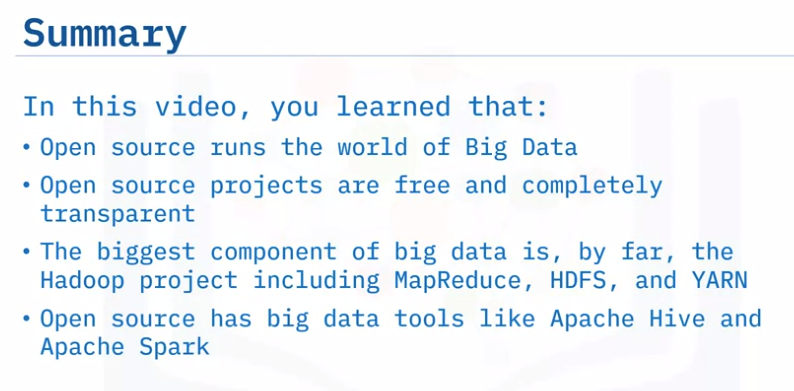 Summary
In this video, you learned that:
• Open source runs the world of Big Data
• Open source projects are free and completely
transparent
• The biggest component of big data is, by far, the
Hadoop project including MapReduce, HDFS, and YARN
• Open source has big data tools like Apache Hive and
Apache Spark